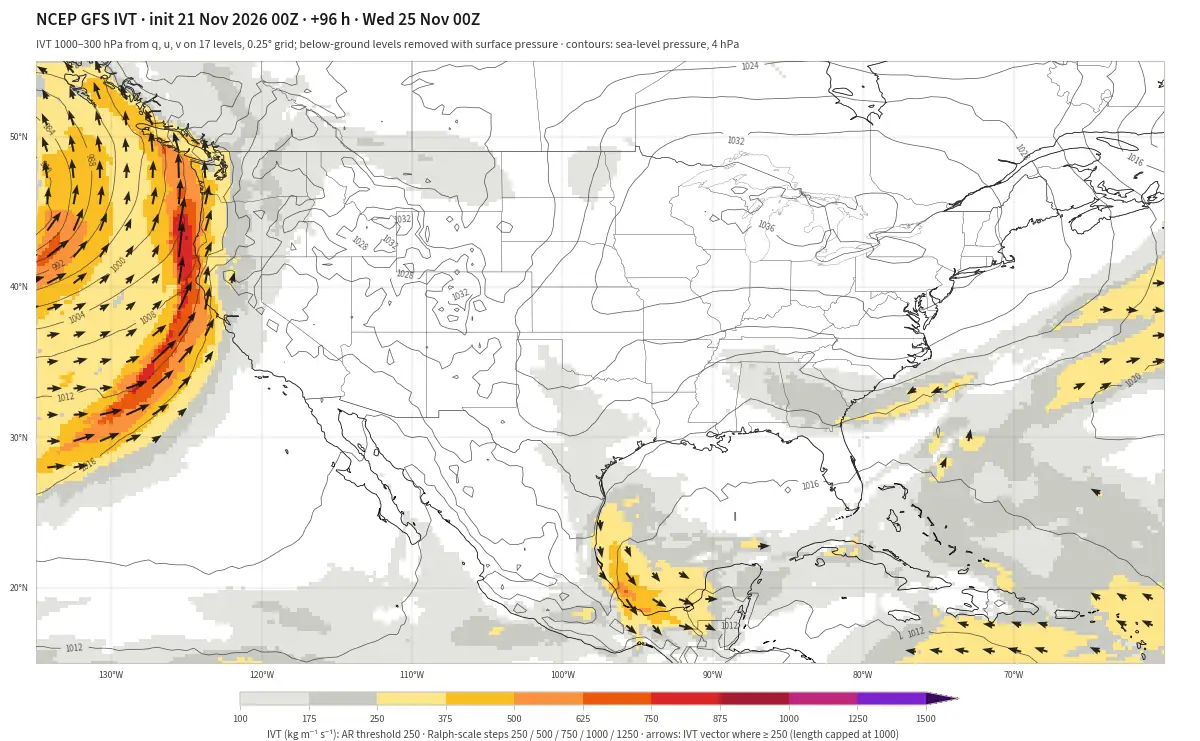 NCEP GFS IVT · init 21 Nov 2026 00Z · +96 h · Wed 25 Nov 00Z
IVT 1000–300 hPa from q, u, v on 17 levels, 0.25° grid; below-ground levels removed with surface pressure · contours: sea-level pressure, 4 hPa
1024
50°N
984
988
1032
1016
1032
1036
1028
1032
992
1000
1028
40°N
1032
1004
1008
1012
1020
30°N
1016
1016
20°N
1012
1012
1012
130°W
120°W
110°W
100°W
90°W
80°W
70°W
100
175
250
375
500
625
750
875
1000
1250
1500
IVT (kg m⁻¹ s⁻¹): AR threshold 250 · Ralph-scale steps 250 / 500 / 750 / 1000 / 1250 · arrows: IVT vector where ≥ 250 (length capped at 1000)